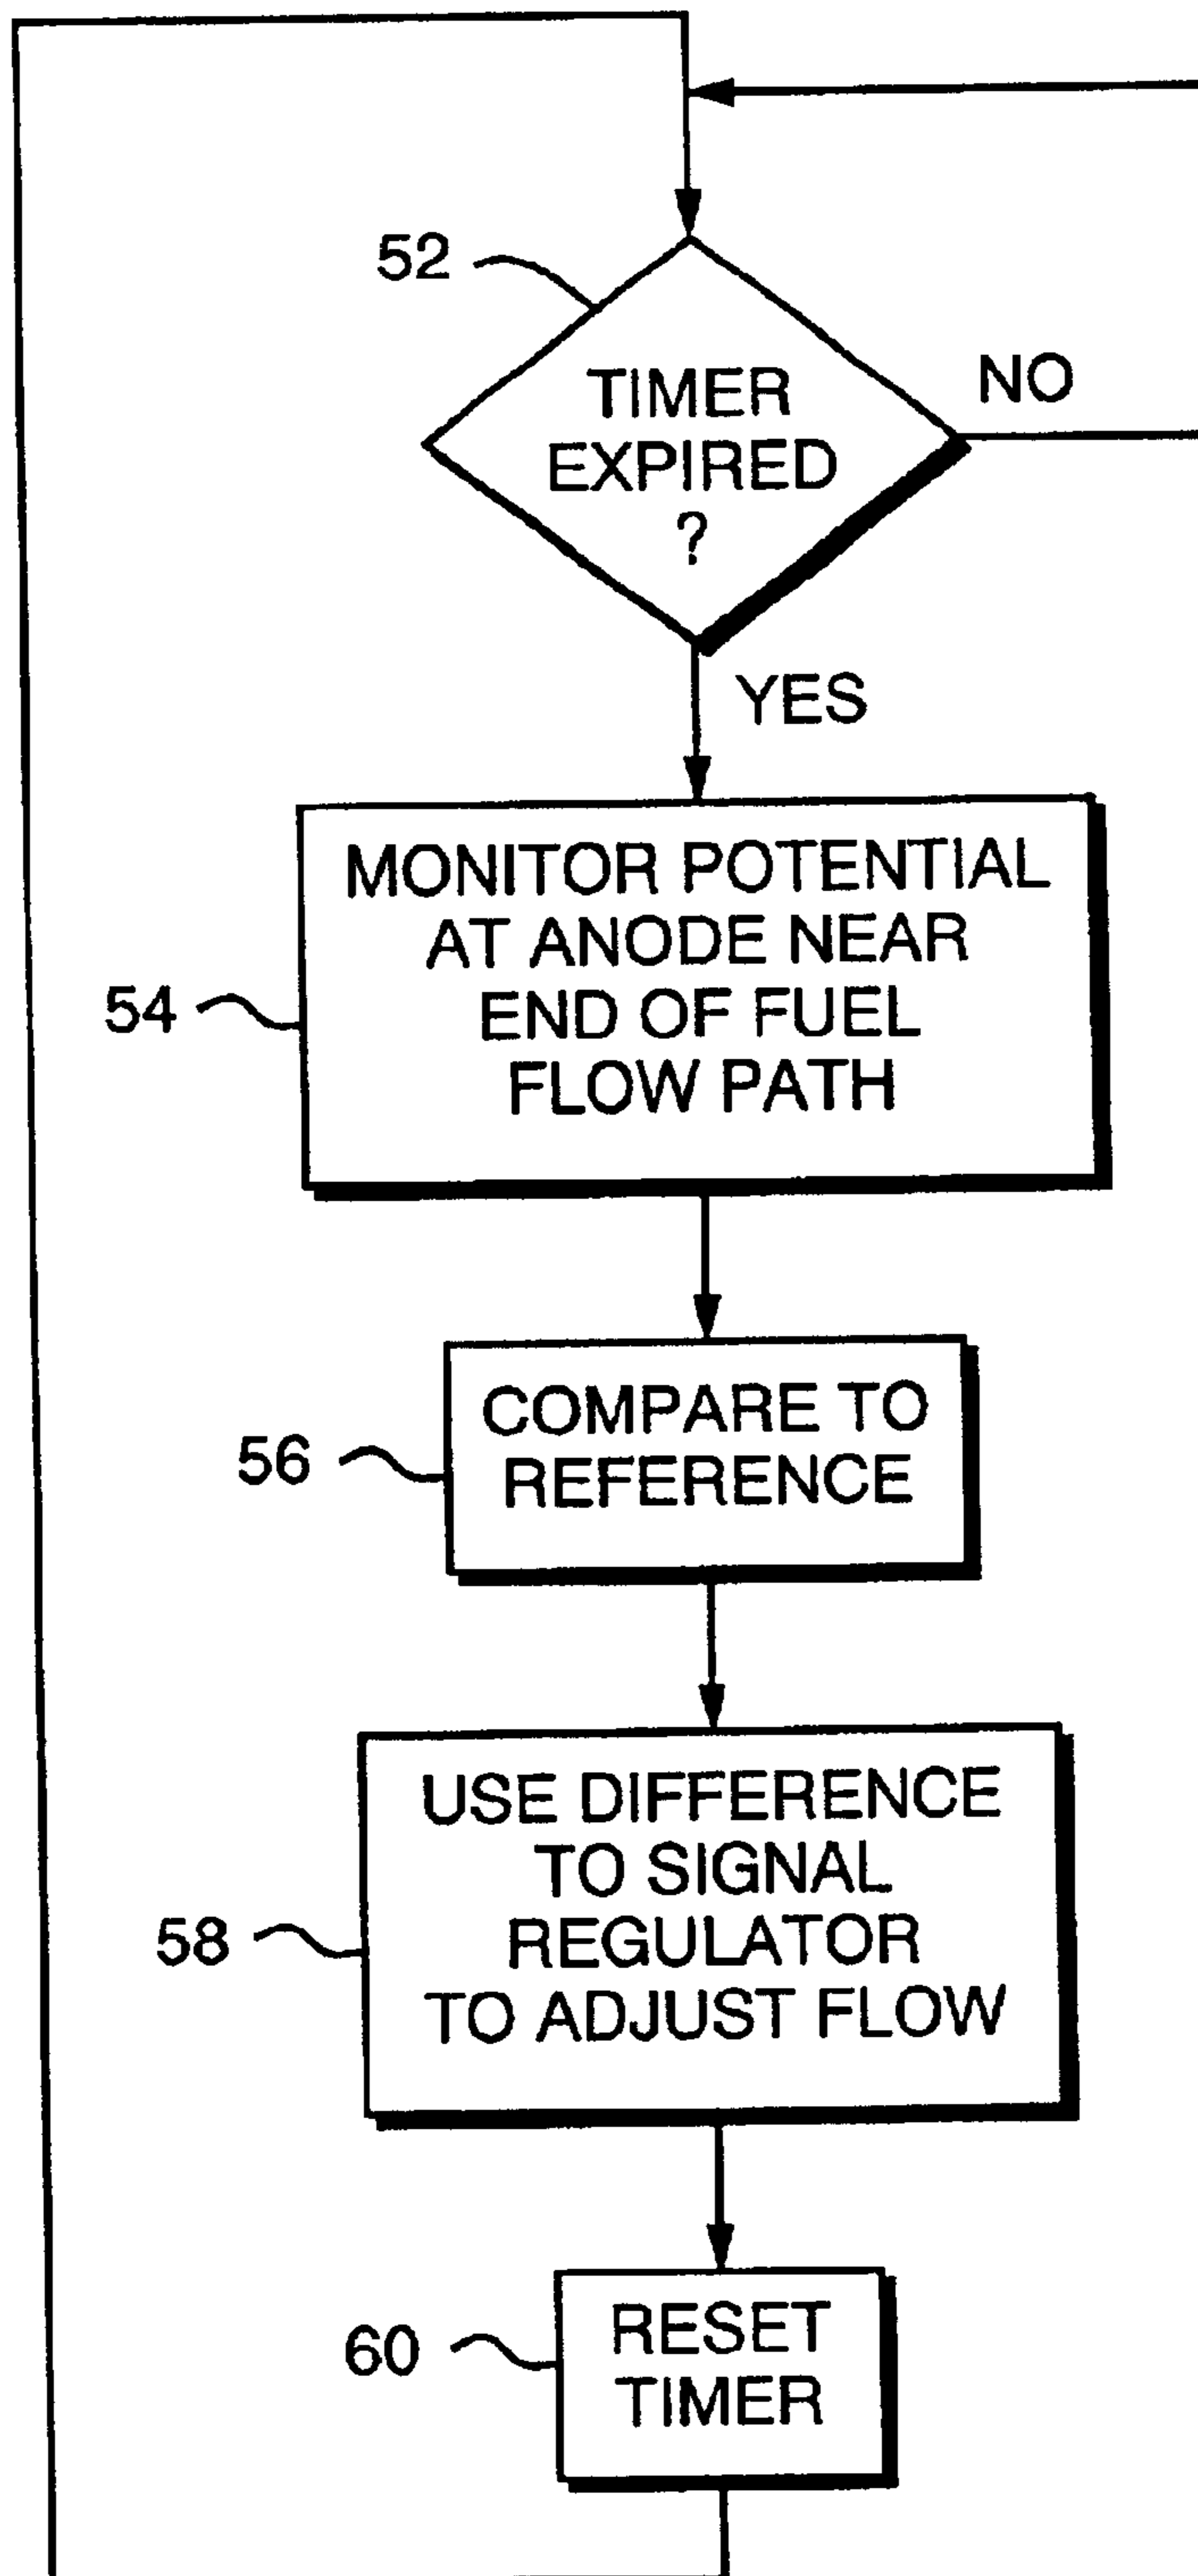 52
TIMER
EXPIRED
?
NO
YES
54
MONITOR POTENTIAL
AT ANODE NEAR
END OF FUEL
FLOW PATH
56
COMPARE TO
REFERENCE
58
USE DIFFERENCE
TO SIGNAL
REGULATOR
TO ADJUST FLOW
60
RESET
TIMER